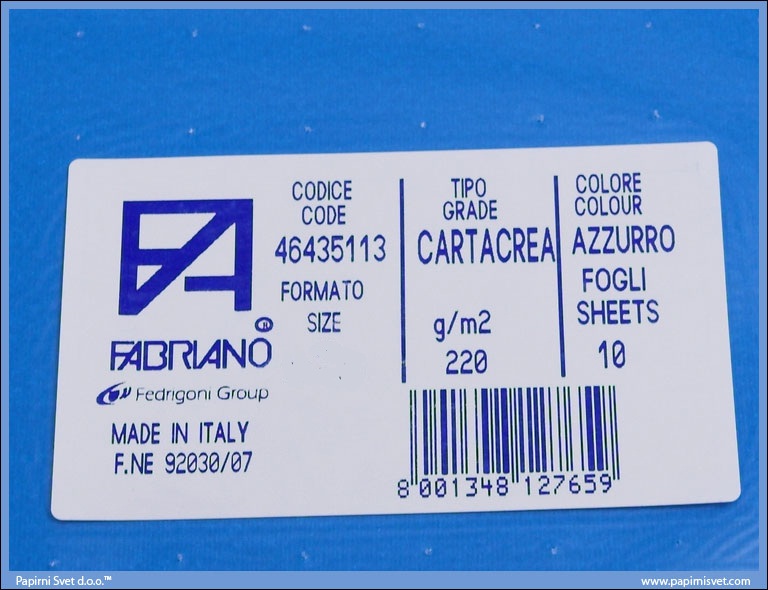 FABRIANO ®
Fedrigoni Group
MADE IN ITALY
F.NE 92030/07
CODICE
CODE
46435113
FORMATO
SIZE
TIPO
GRADE
CARTACREA
g/m2
220
COLORE
COLOUR
AZZURRO
FOGLI
SHEETS
10
8 001348 127659
Papirni Svet d.o.o.™
www.papirnisvet.com